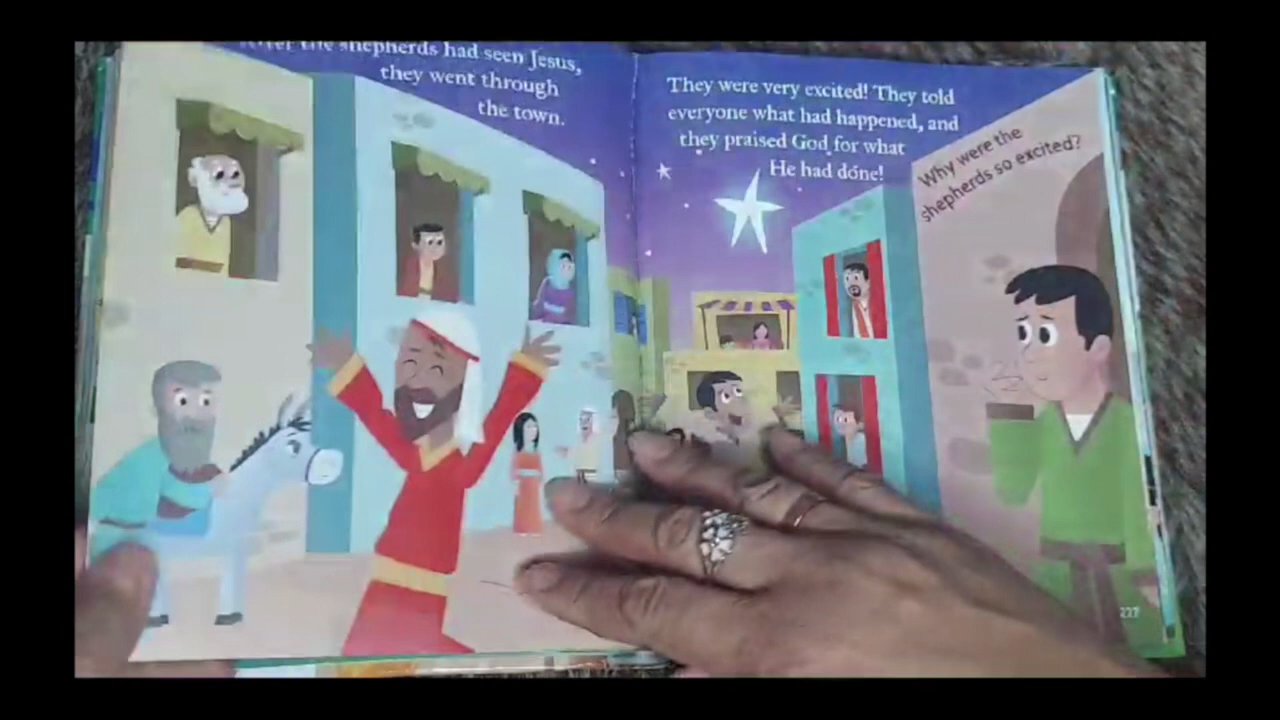 After the shepherds had seen Jesus,
they went through
the town.
They were very excited! They told
everyone what had happened, and
they praised God for what
He had done!
Why were the
shepherds so excited?
227